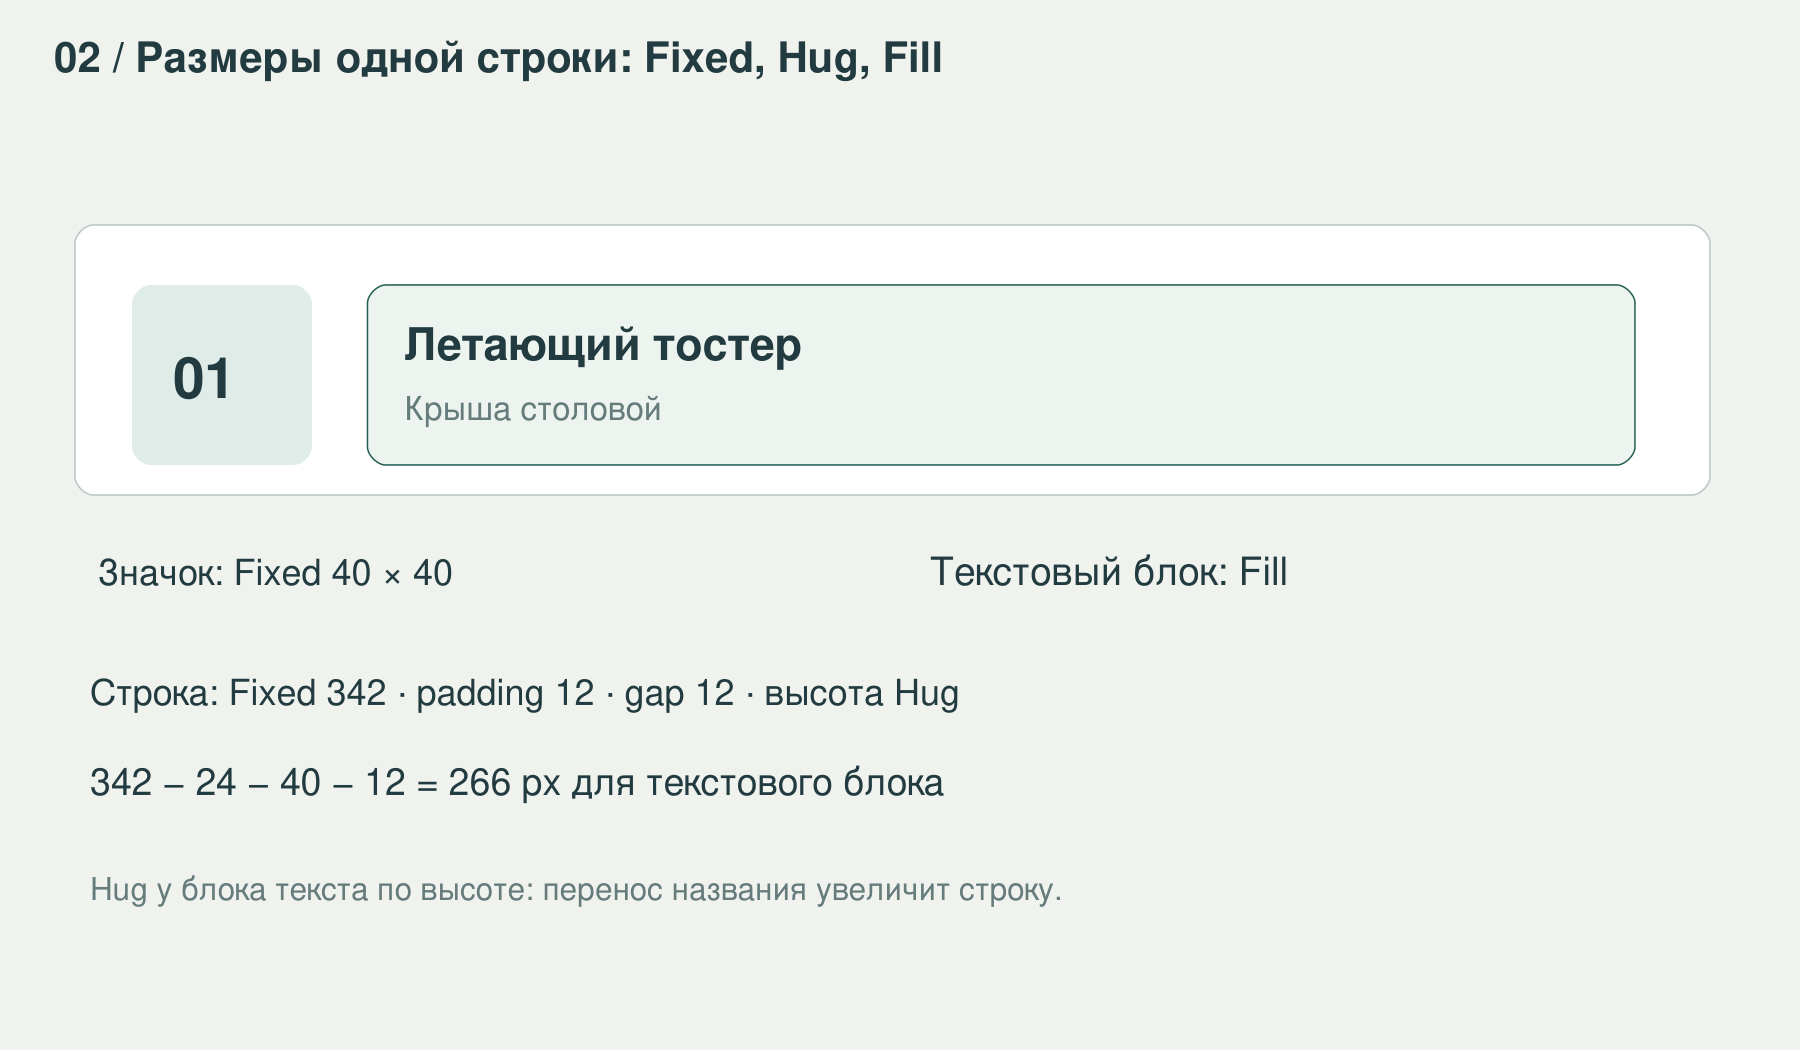 02 / Размеры одной строки: Fixed, Hug, Fill
01
Летающий тостер
Крыша столовой
Значок: Fixed 40 × 40
Текстовый блок: Fill
Строка: Fixed 342 · padding 12 · gap 12 · высота Hug
342 − 24 − 40 − 12 = 266 px для текстового блока
Hug у блока текста по высоте: перенос названия увеличит строку.